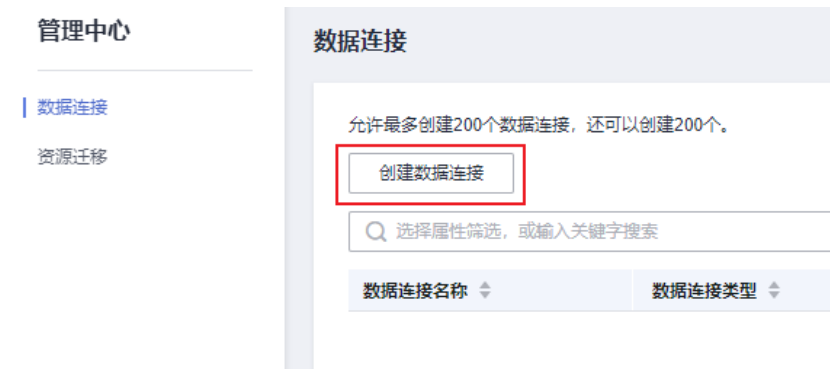 管理中心
数据连接
资源迁移
数据连接
允许最多创建200个数据连接，还可以创建200个。
创建数据连接
选择属性筛选，或输入关键字搜索
数据连接名称 数据连接类型